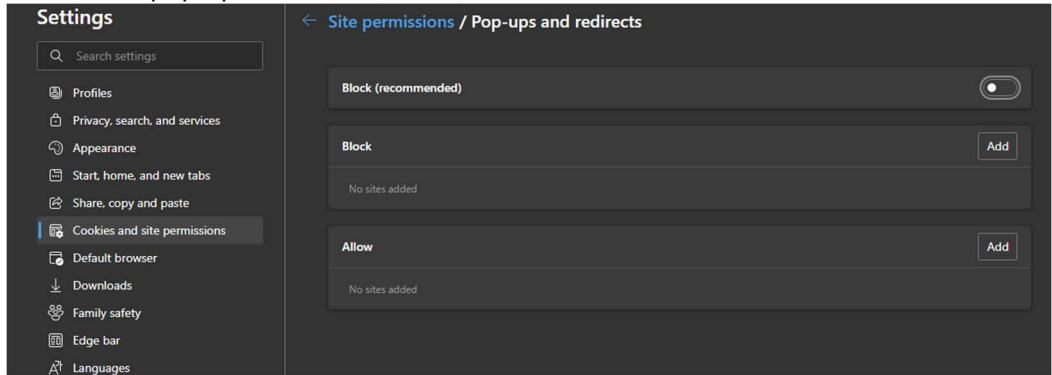 Settings
Search settings
Profiles
Privacy, search, and services
Appearance
Start, home, and new tabs
Share, copy and paste
Cookies and site permissions
Default browser
Downloads
Family safety
Edge bar
Languages
Site permissions / Pop-ups and redirects
Block (recommended)
Block
Add
No sites added
Allow
Add
No sites added